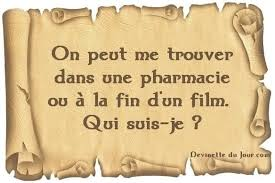 On peut me trouver
dans une pharmacie
ou à la fin d'un film.
Qui suis-je ?
Devinette du Jour.com